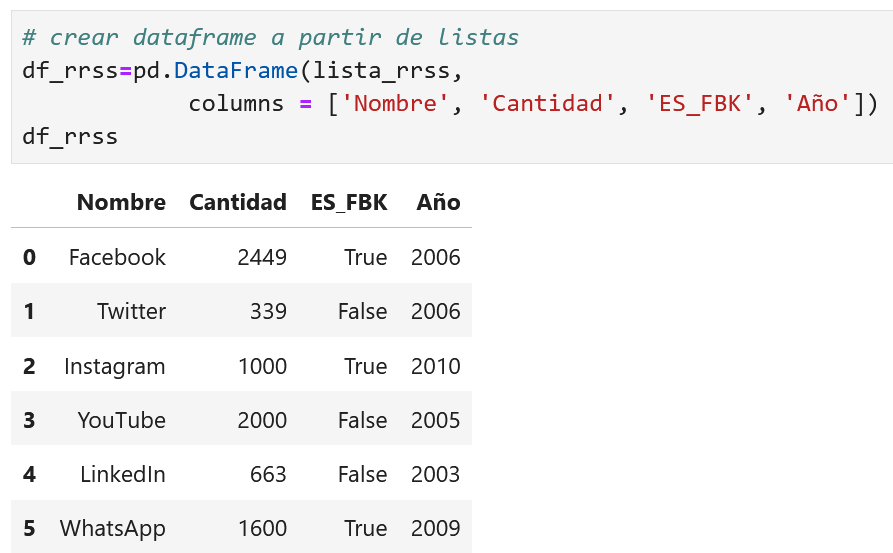 # crear dataframe a partir de listas
df_rrss=pd.DataFrame(lista_rrss,
columns = ['Nombre', 'Cantidad', 'ES_FBK', 'Año'])
df_rrss
Nombre Cantidad ES_FBK Año
0 Facebook 2449 True 2006
1 Twitter 339 False 2006
2 Instagram 1000 True 2010
3 YouTube 2000 False 2005
4 LinkedIn 663 False 2003
5 WhatsApp 1600 True 2009